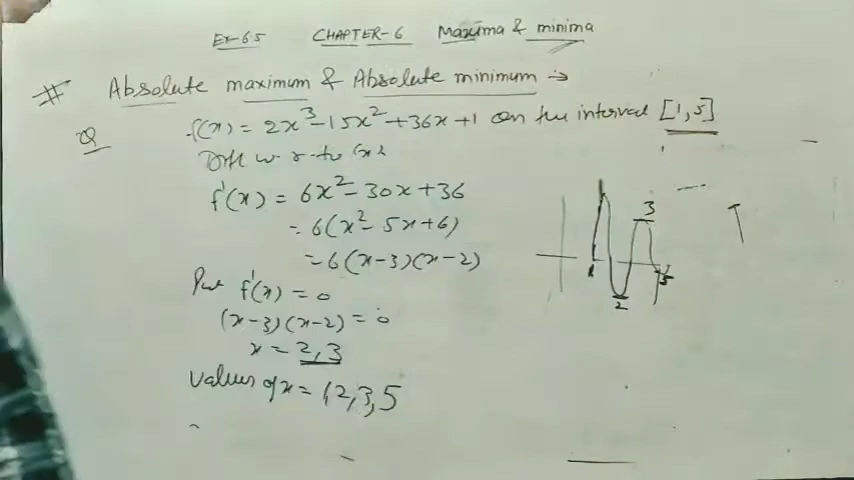 Ex-6.5 CHAPTER-6 Maxima & minima
# Absolute maximum & Absolute minimum →
Q f(x) = 2x³-15x²+36x+1 on the interval [1,5]
Diff w.r.to
f'(x) = 6x²-30x+36
= 6(x²-5x+6)
= 6(x-3)(x-2)
Put f'(x) = 0
(x-3)(x-2) = 0
x = 2,3
Values of x = 1,2,3,5
3
1
5
2